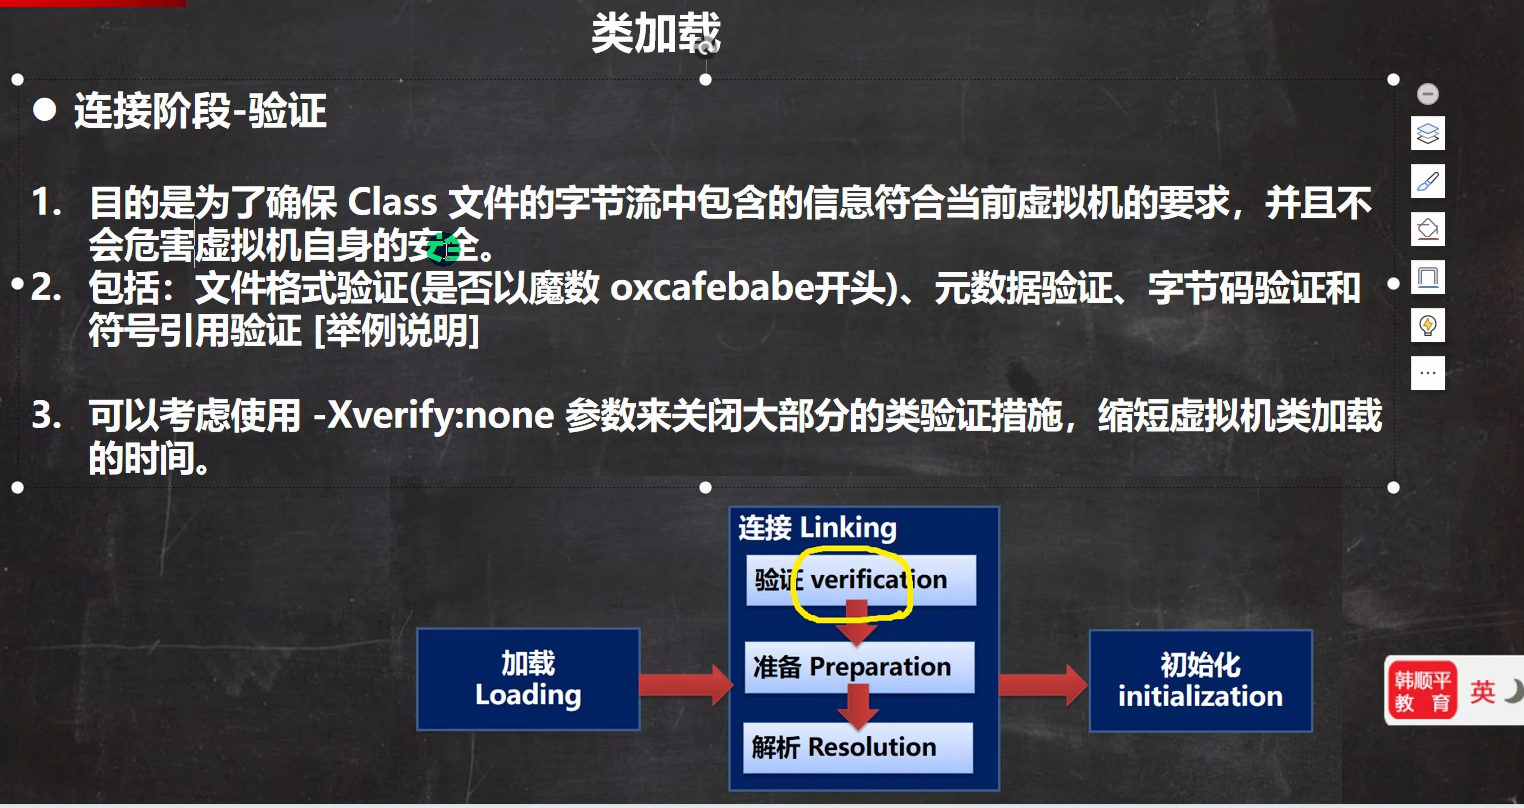 类加载
● 连接阶段-验证
1. 目的是为了确保 Class 文件的字节流中包含的信息符合当前虚拟机的要求，并且不
会危害虚拟机自身的安全。
2. 包括：文件格式验证(是否以魔数 oxcafebabe开头)、元数据验证、字节码验证和
符号引用验证 [举例说明]
3. 可以考虑使用 -Xverify:none 参数来关闭大部分的类验证措施，缩短虚拟机类加载
的时间。
连接 Linking
验证 verification
准备 Preparation
解析 Resolution
加载
Loading
初始化
initialization
韩顺平
教 育
英